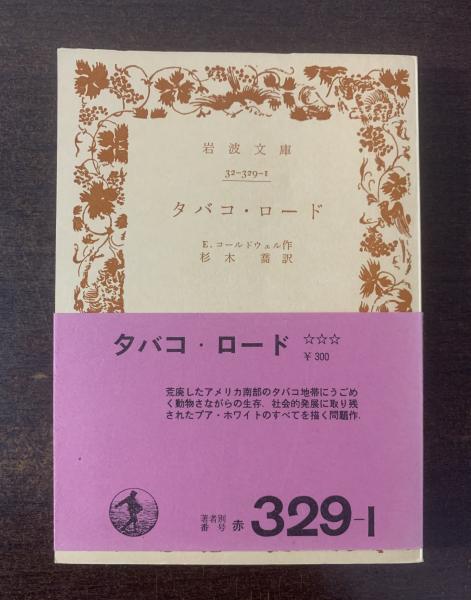 岩波文庫
32-329-1
タバコ・ロード
E. コールドウェル作
杉木 喬訳
タバコ・ロード ☆☆☆
¥300
荒廃したアメリカ南部のタバコ地帯にうごめ
く動物さながらの生存. 社会的発展に取り残
されたプア・ホワイトのすべてを描く問題作.
著者別
番号 赤 329-1